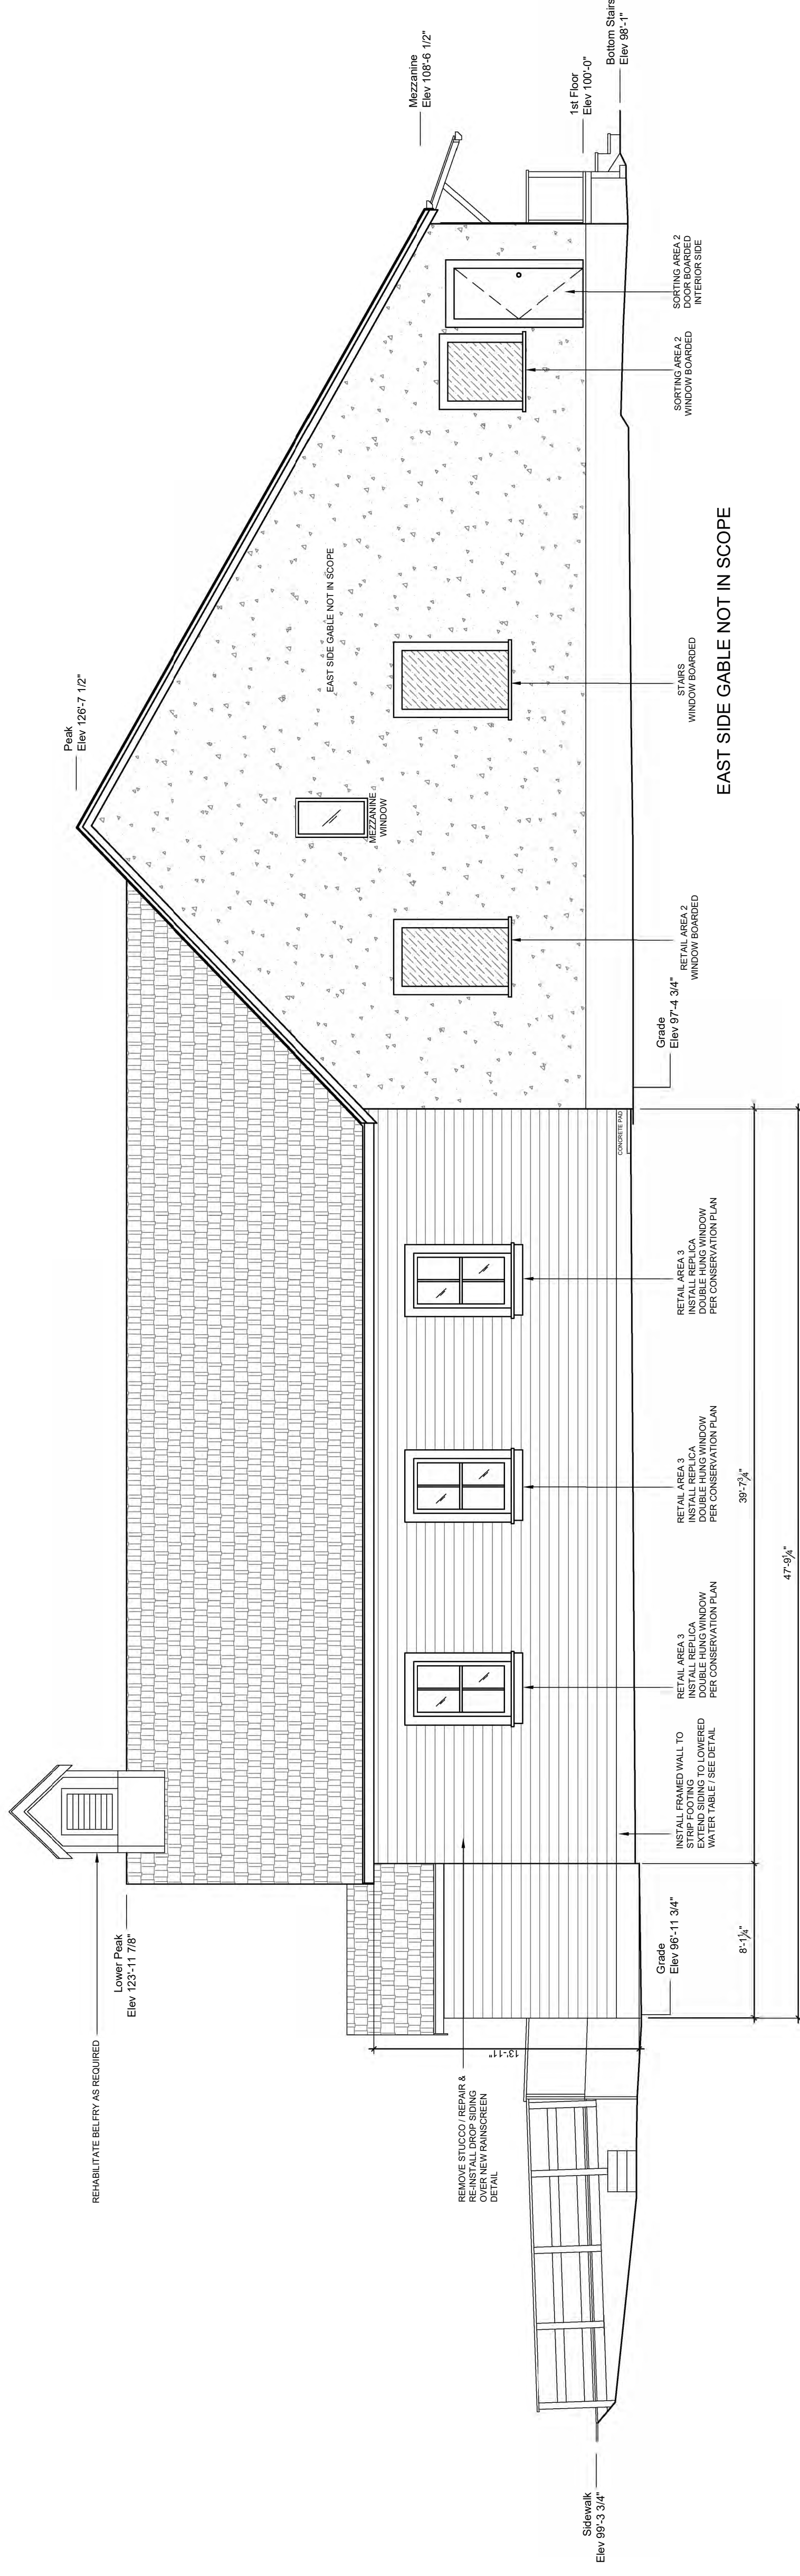 REHABILITATE BELFRY AS REQUIRED
Lower Peak
Elev 123'-11 7/8"
Peak
Elev 126'-7 1/2"
Mezzanine
Elev 108'-6 1/2"
1st Floor
Elev 100'-0"
Bottom Stairs
Elev 98'-1"
EAST SIDE GABLE NOT IN SCOPE
MEZZANINE
WINDOW
Sidewalk
Elev 99'-3 3/4"
REMOVE STUCCO / REPAIR &
RE-INSTALL DROP SIDING
OVER NEW RAINSCREEN
DETAIL
13'-11"
CONCRETE PAD
Grade
Elev 96'-11 3/4"
INSTALL FRAMED WALL TO
STRIP FOOTING
EXTEND SIDING TO LOWERED
WATER TABLE / SEE DETAIL
RETAIL AREA 3
INSTALL REPLICA
DOUBLE HUNG WINDOW
PER CONSERVATION PLAN
RETAIL AREA 3
INSTALL REPLICA
DOUBLE HUNG WINDOW
PER CONSERVATION PLAN
RETAIL AREA 3
INSTALL REPLICA
DOUBLE HUNG WINDOW
PER CONSERVATION PLAN
Grade
Elev 97'-4 3/4"
RETAIL AREA 2
WINDOW BOARDED
STAIRS
WINDOW BOARDED
SORTING AREA 2
WINDOW BOARDED
SORTING AREA 2
DOOR BOARDED
INTERIOR SIDE
EAST SIDE GABLE NOT IN SCOPE
8'-1¼"
39'-7¾"
47'-9¼"